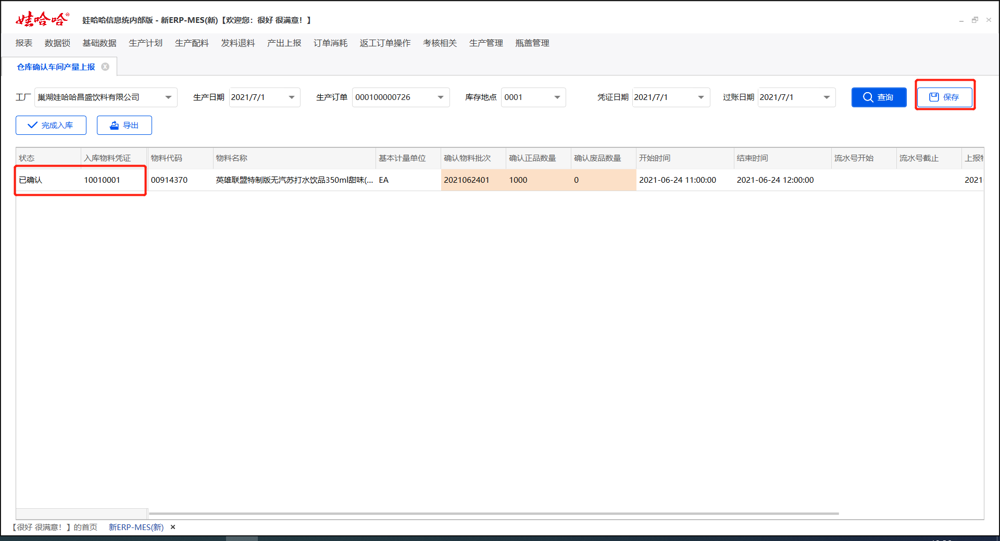 娃哈哈®
娃哈哈信息统内部版 - 新ERP-MES(新)【欢迎您：很好 很满意！】
报表 数据锁 基础数据 生产计划 生产配料 发料退料 产出上报 订单消耗 返工订单操作 考核相关 生产管理 瓶盖管理
仓库确认车间产量上报
工厂 巢湖娃哈哈昌盛饮料有限公司 生产日期 2021/7/1 生产订单 000100000726 库存地点 0001 凭证日期 2021/7/1 过账日期 2021/7/1 查询 保存
完成入库 导出
状态 入库物料凭证 物料代码 物料名称 基本计量单位 确认物料批次 确认正品数量 确认废品数量 开始时间 结束时间 流水号开始 流水号截止 上报
已确认 10010001 00914370 英雄联盟特制版无汽苏打水饮品350ml甜味(... EA 2021062401 1000 0 2021-06-24 11:00:00 2021-06-24 12:00:00 2021
【很好 很满意！】的首页 新ERP-MES(新) ×